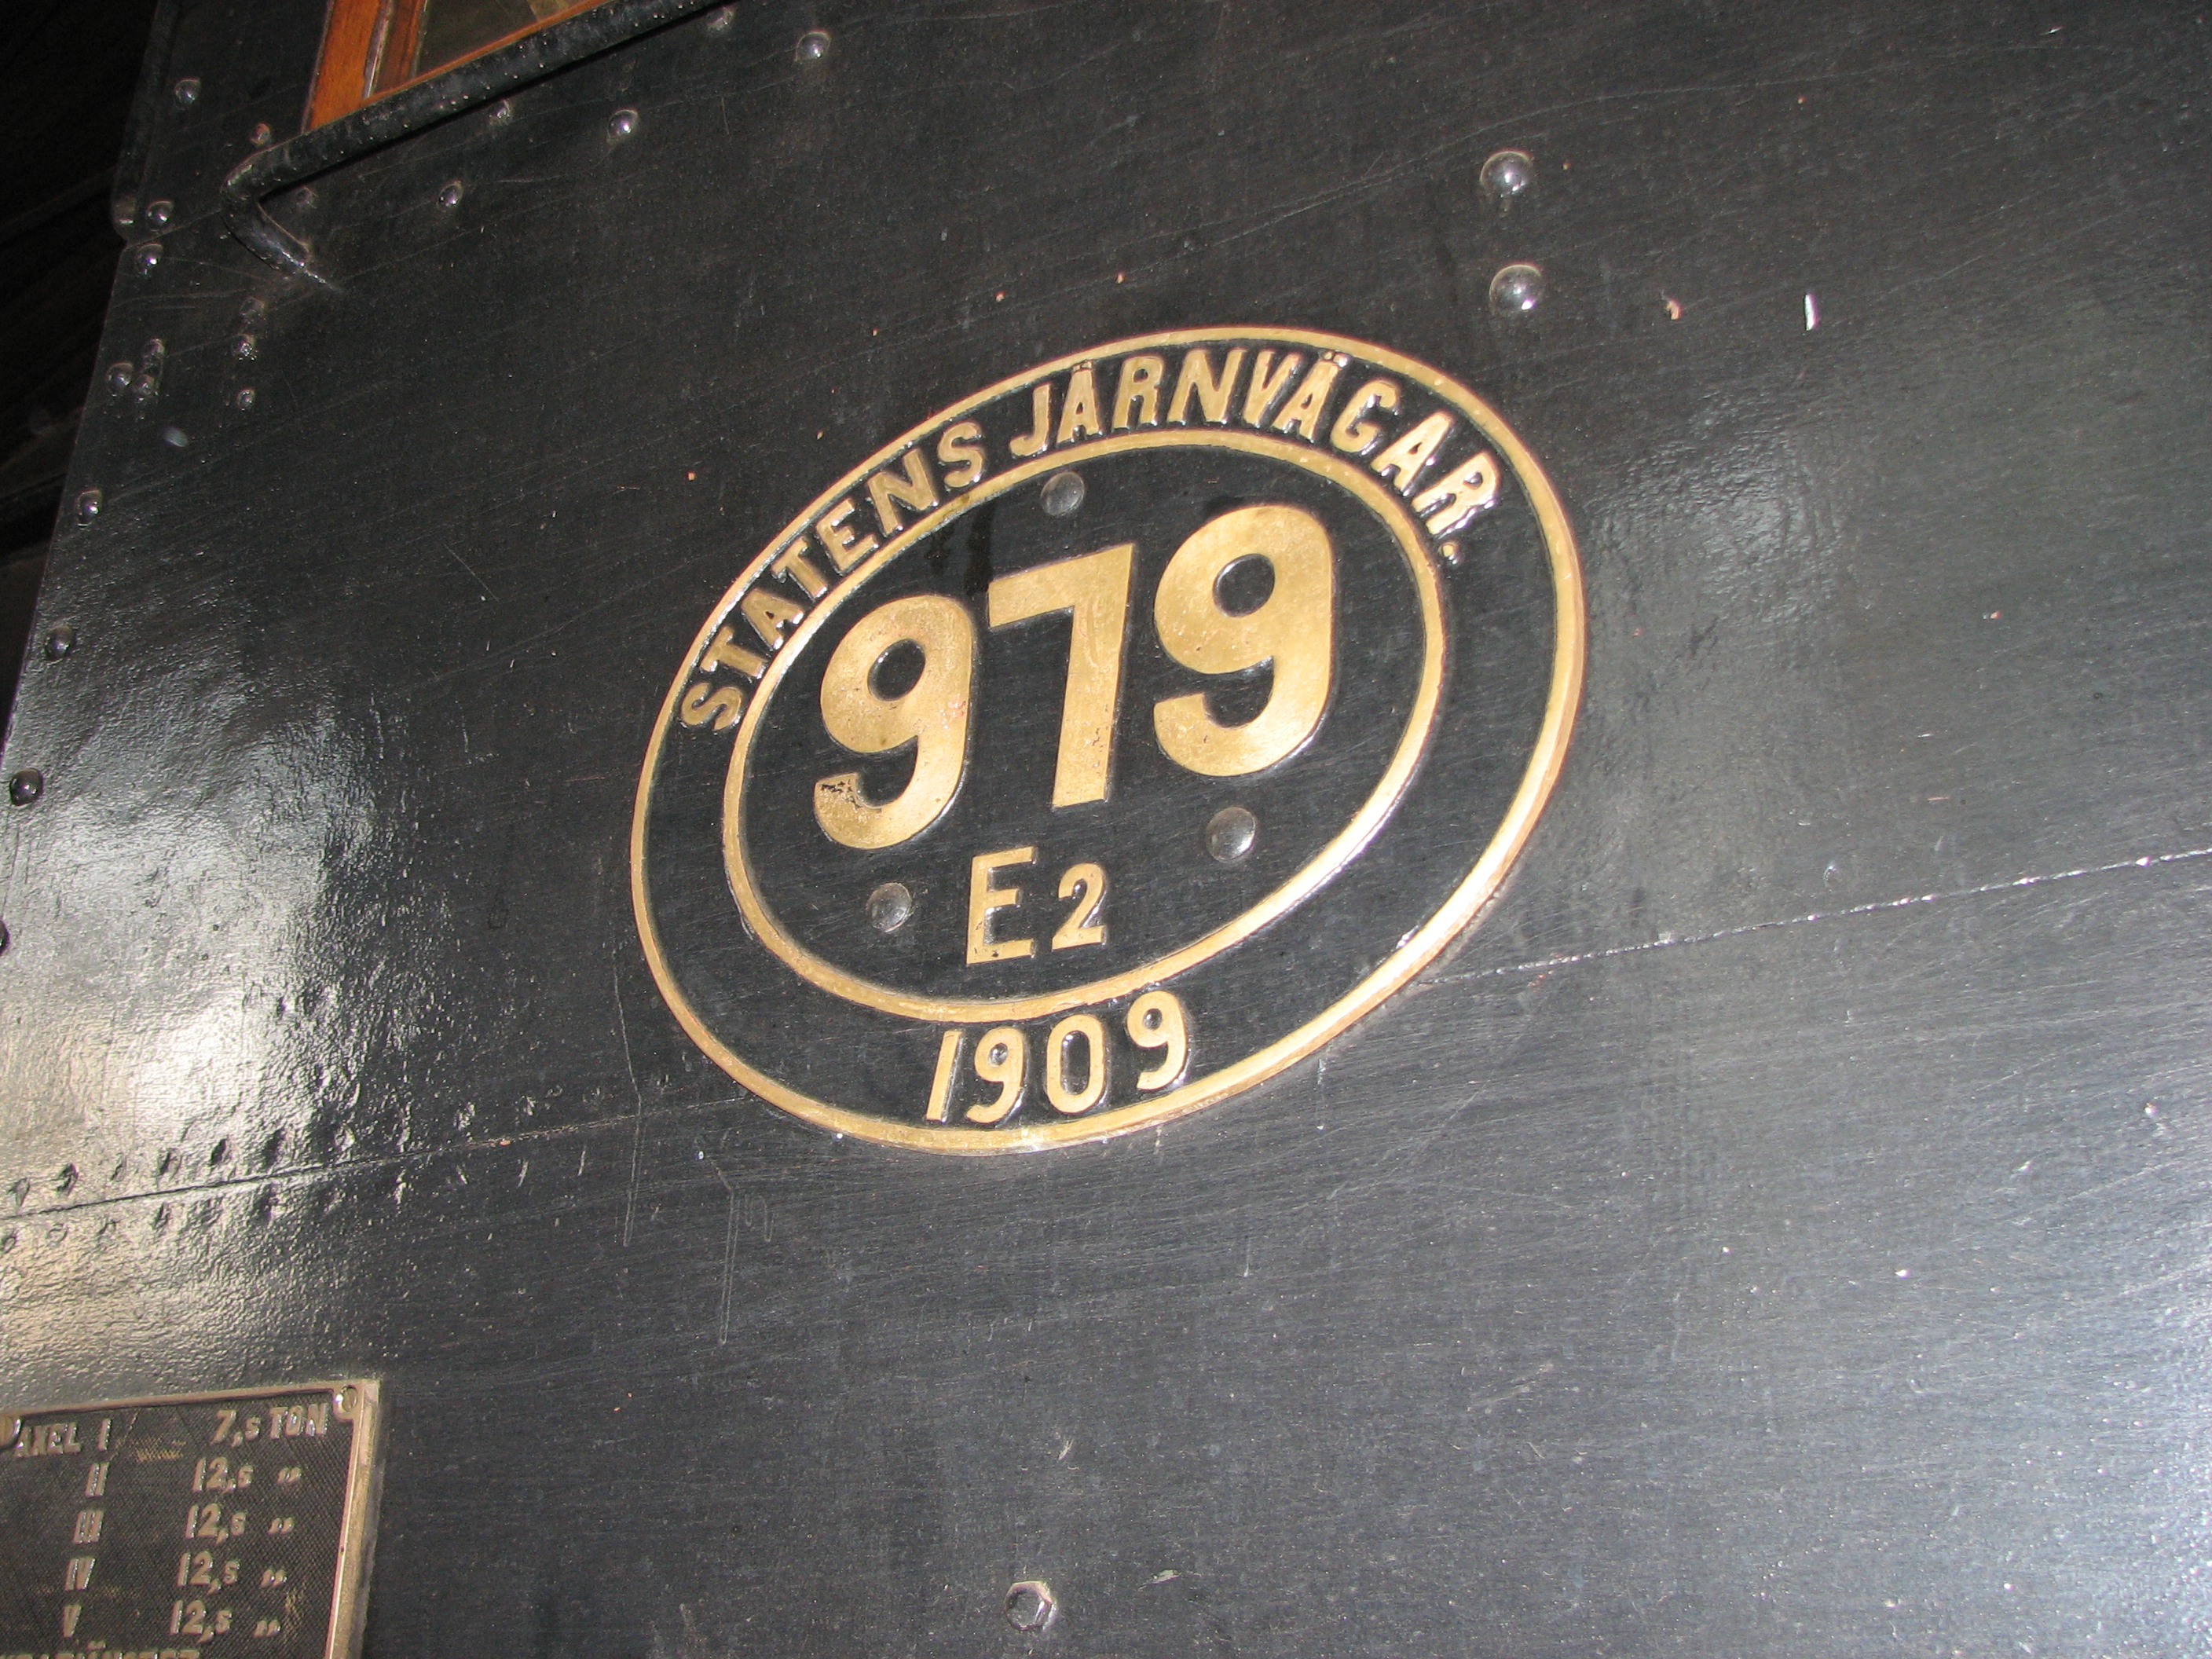 STATENS JÄRNVÄGAR.
979
E2
1909
AXEL I 7,5 TON
II 12,5 „
III 12,5 „
IV 12,5 „
V 12,5 „